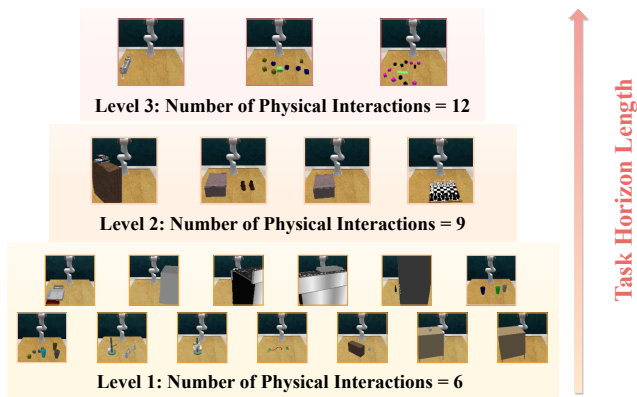 Level 3: Number of Physical Interactions = 12
Level 2: Number of Physical Interactions = 9
Level 1: Number of Physical Interactions = 6
Task Horizon Length